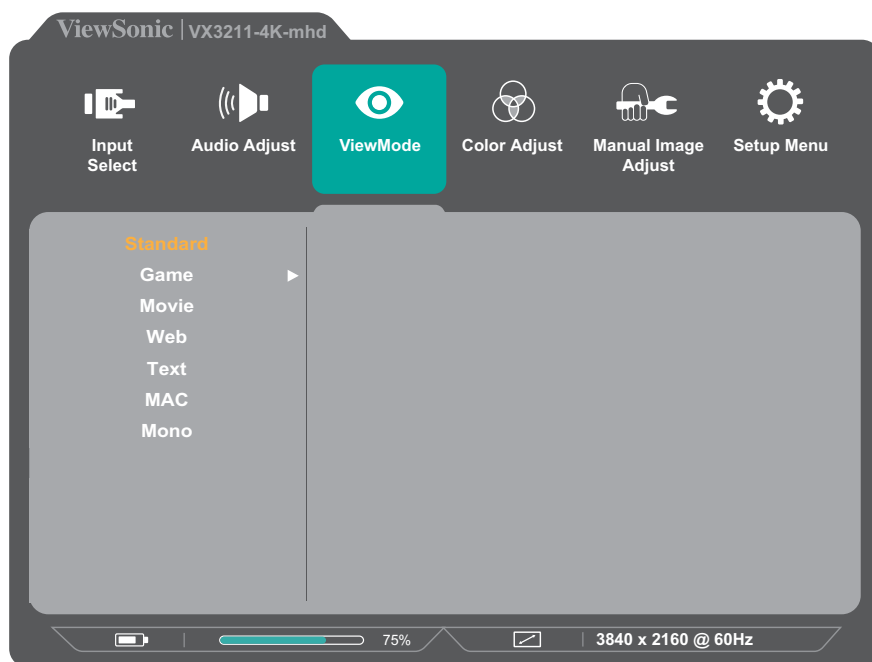 ViewSonic | VX3211-4K-mhd
Input
Select
Audio Adjust
ViewMode
Color Adjust
Manual Image
Adjust
Setup Menu
Standard
Game
Movie
Web
Text
MAC
Mono
75%
3840 x 2160 @ 60Hz